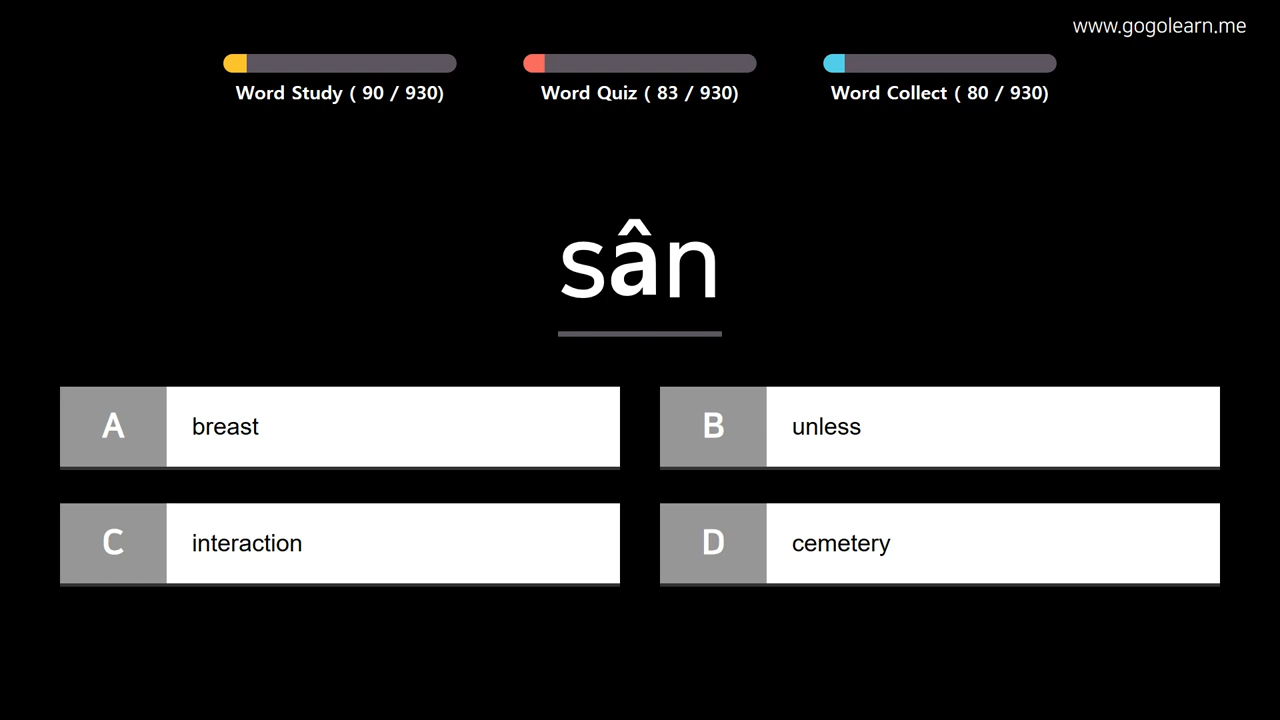 www.gogolearn.me
Word Study ( 90 / 930)
Word Quiz ( 83 / 930)
Word Collect ( 80 / 930)
sân
A breast
B unless
C interaction
D cemetery